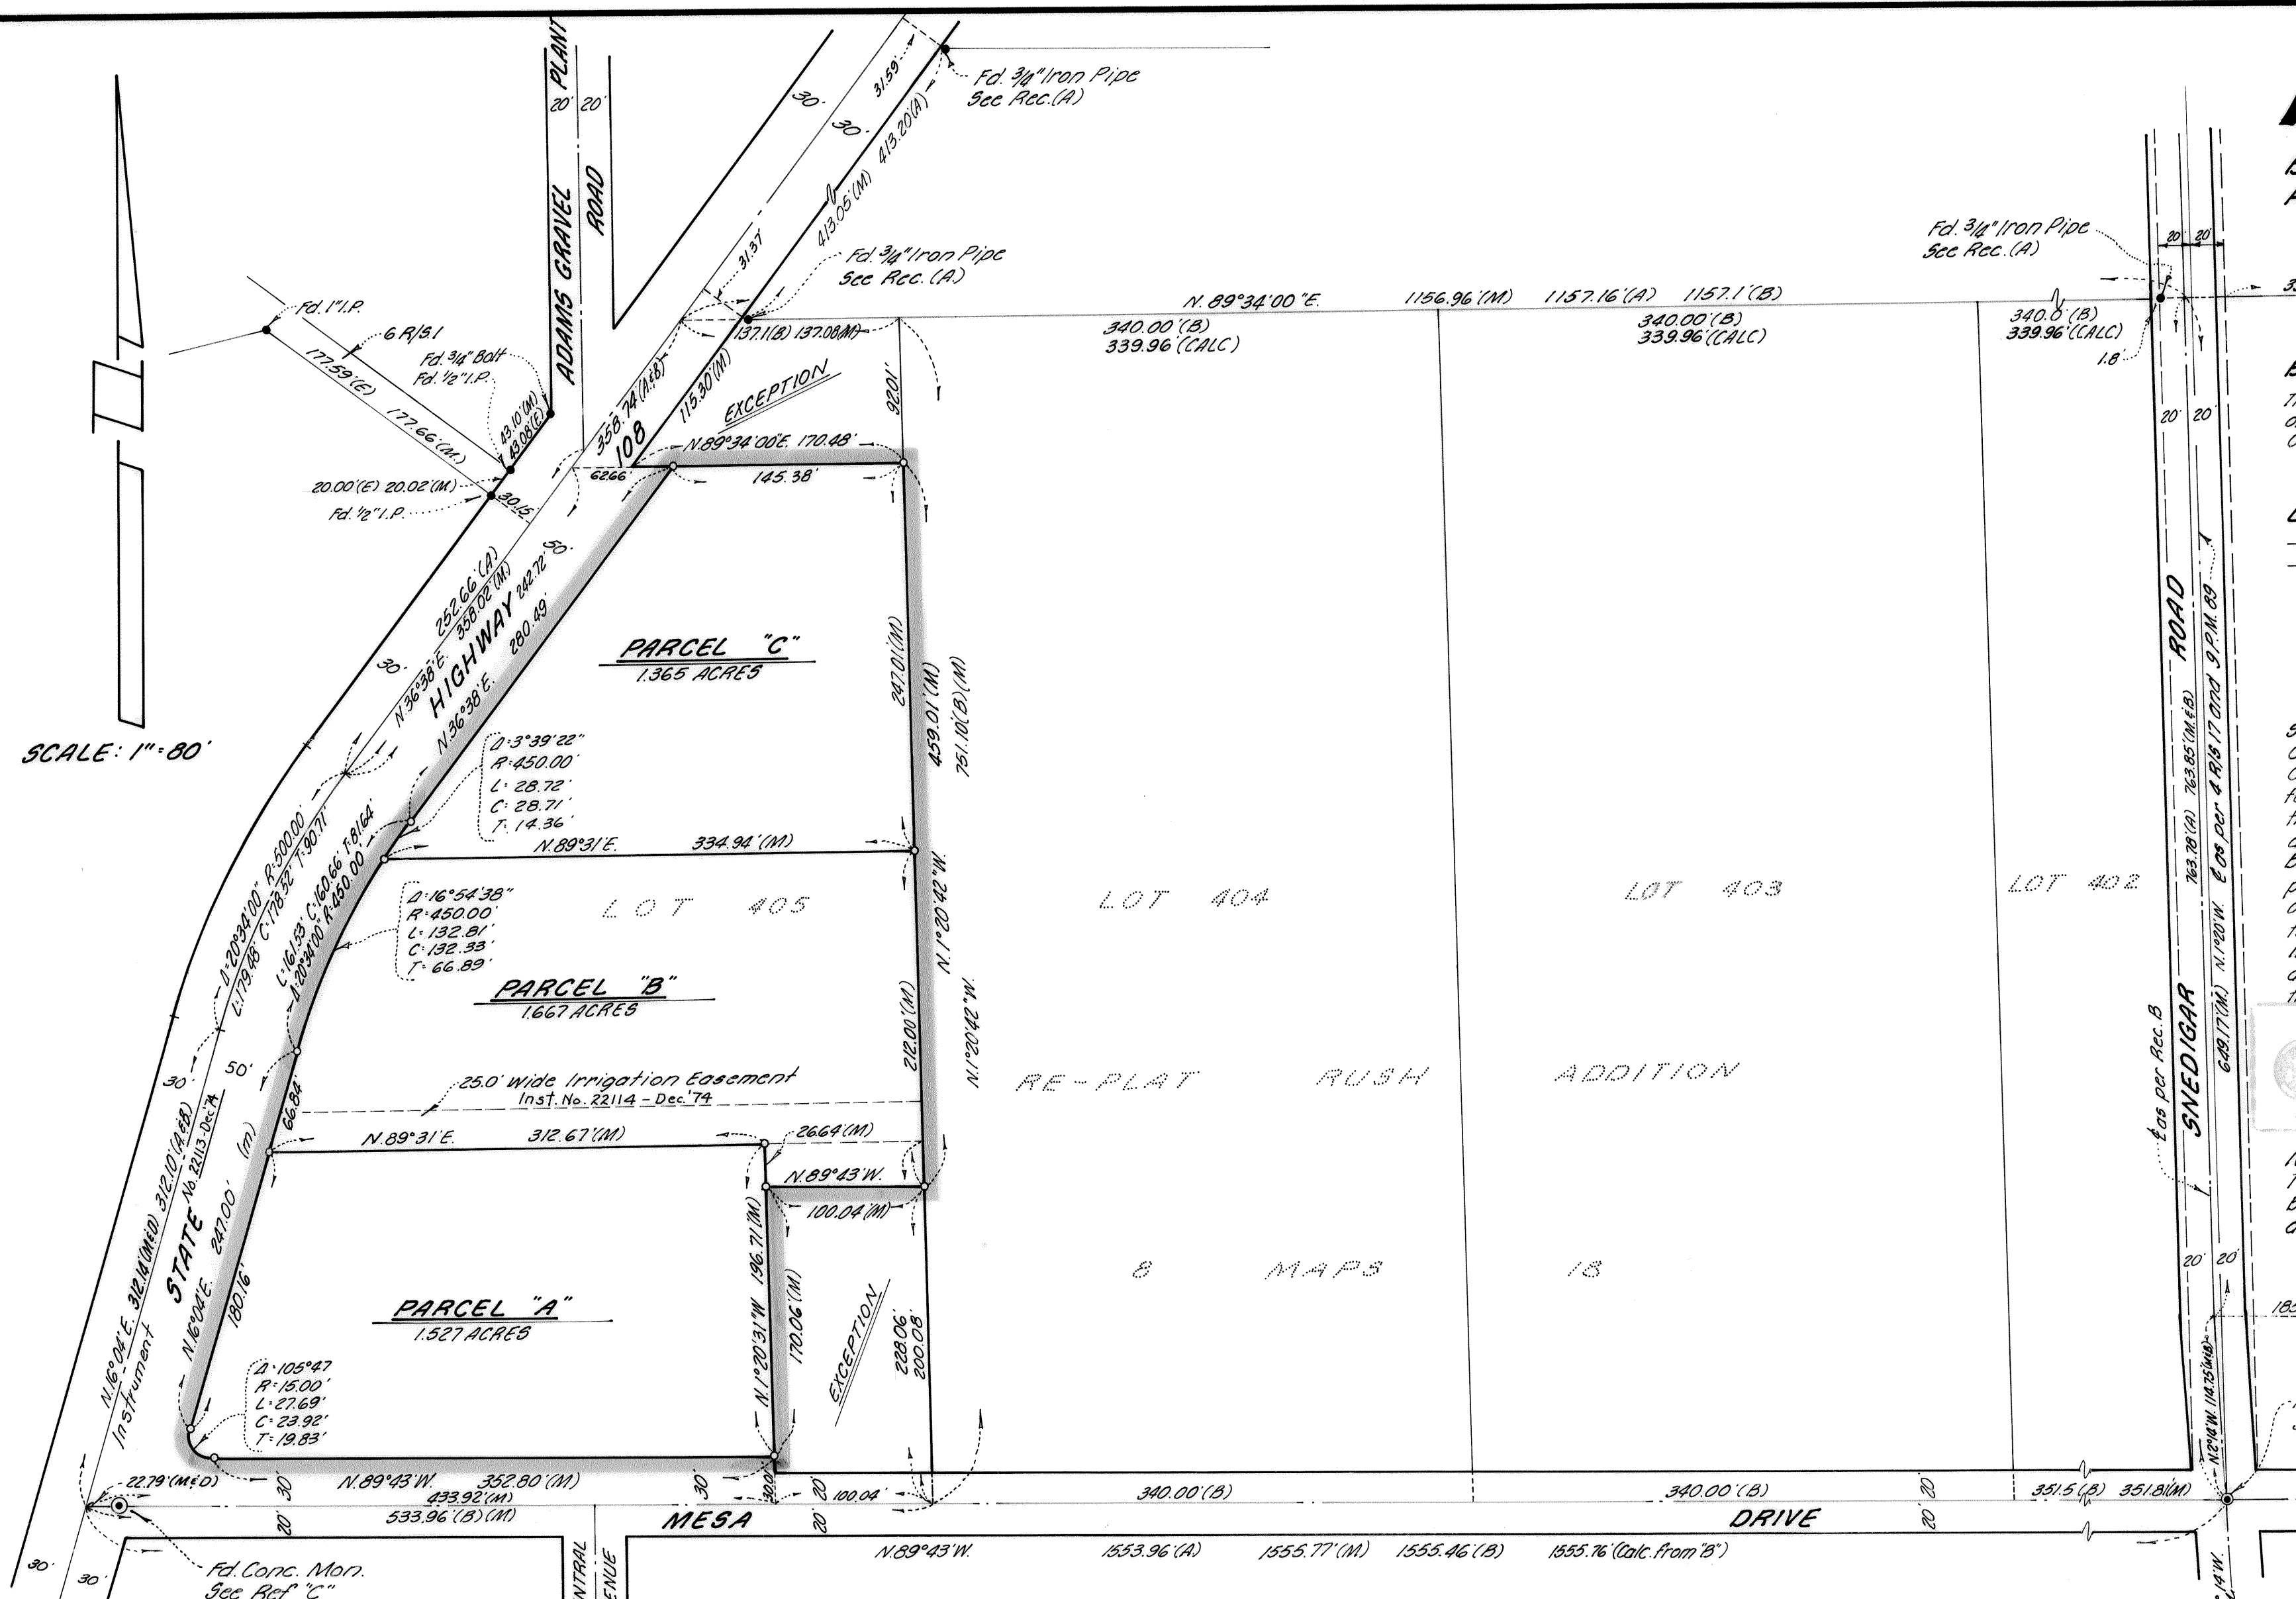 PLANT
20' 20'
ADAMS GRAVEL
ROAD
30'
30'
31.59'
Fd. 3/4" Iron Pipe
See Rec.(A)
413.05'(M) 413.20'(A)
31.37'
Fd. 3/4" Iron Pipe
See Rec.(A)
Fd. 3/4" Iron Pipe
See Rec.(A)
20' 20'
1.8'
N. 89°34'00"E. 1156.96'(M) 1157.16'(A) 1157.1'(B)
137.1(B) 137.08(M)
340.00'(B)
339.96'(CALC)
340.00'(B)
339.96'(CALC)
340.0'(B)
339.96'(CALC)
Fd. 1" I.P.
6 R/S.1
Fd. 3/4" Bolt
Fd. 1/2" I.P.
177.59'(E) 177.66'(M)
43.10'(M)
43.08'(E)
20.00'(E) 20.02'(M)
Fd. 1/2" I.P.
30.15'
358.74'(A&B)
108
115.30'(M)
EXCEPTION
92.01'
N.89°34'00"E. 170.48'
62.66'
145.38'
20' 20'
SCALE: 1"=80'
252.66'(A)
N.36°38'E. 358.02'(M)
HIGHWAY
242.72'
50'
30'
N.36°38'E. 280.49'
PARCEL "C"
1.365 ACRES
247.01'(M)
459.01'(M)
751.10'(B)(M)
Δ=3°39'22"
R=450.00'
L=28.72'
C=28.71'
T=14.36'
N.89°31'E. 334.94'(M)
Δ=20°34'00" R=500.00'
L=179.48' C=178.52' T=90.71'
L=161.53' C=160.66' T=81.64'
Δ=20°34'00" R=450.00'
Δ=16°54'38"
R=450.00'
L=132.81'
C=132.33'
T=66.89'
LOT 405
LOT 404
LOT 403
LOT 402
N.1°20'42"W.
N.1°20'42"W.
PARCEL "B"
1.667 ACRES
212.00'(M)
RE-PLAT RUSH ADDITION
25.0' Wide Irrigation Easement
Inst. No. 22114 - Dec. '74
30'
50'
66.84'
N.89°31'E. 312.67'(M)
26.64'(M)
N.89°43'W.
100.04'(M)
N.16°04'E. 312.14'(M&D) 312.10'(A&B)
Instrument No. 22113-Dec'74
STATE
N.16°04'E. 247.00' (m)
180.16'
PARCEL "A"
1.527 ACRES
N.1°20'31"W 196.71'(M)
170.06'(M)
EXCEPTION
228.06'
200.08'
8 MAPS 18
Δ=105°47
R=15.00'
L=27.69'
C=23.92'
T=19.83'
SNEDIGAR ROAD
763.78'(A) 763.85'(M&B)
649.17'(M) N.1°20'W. ℄ as per 4 R/S 17 and 9 P.M. 89
℄ as per Rec. B
20' 20'
N.2°14'W. 114.75'(M&B)
22.79'(M&D)
30'
N.89°43'W. 352.80'(M)
433.92'(M)
533.96'(B)(M)
20'
30'
30.0'
20'
100.04'
20'
340.00'(B)
340.00'(B)
20'
20'
351.5'(B) 351.81(M)
MESA DRIVE
N.89°43'W. 1553.96'(A) 1555.77'(M) 1555.46'(B) 1555.76'(Calc. from "B")
30'
30'
Fd. Conc. Mon.
See Ref "C"
NTRAL
ENUE
14'W.